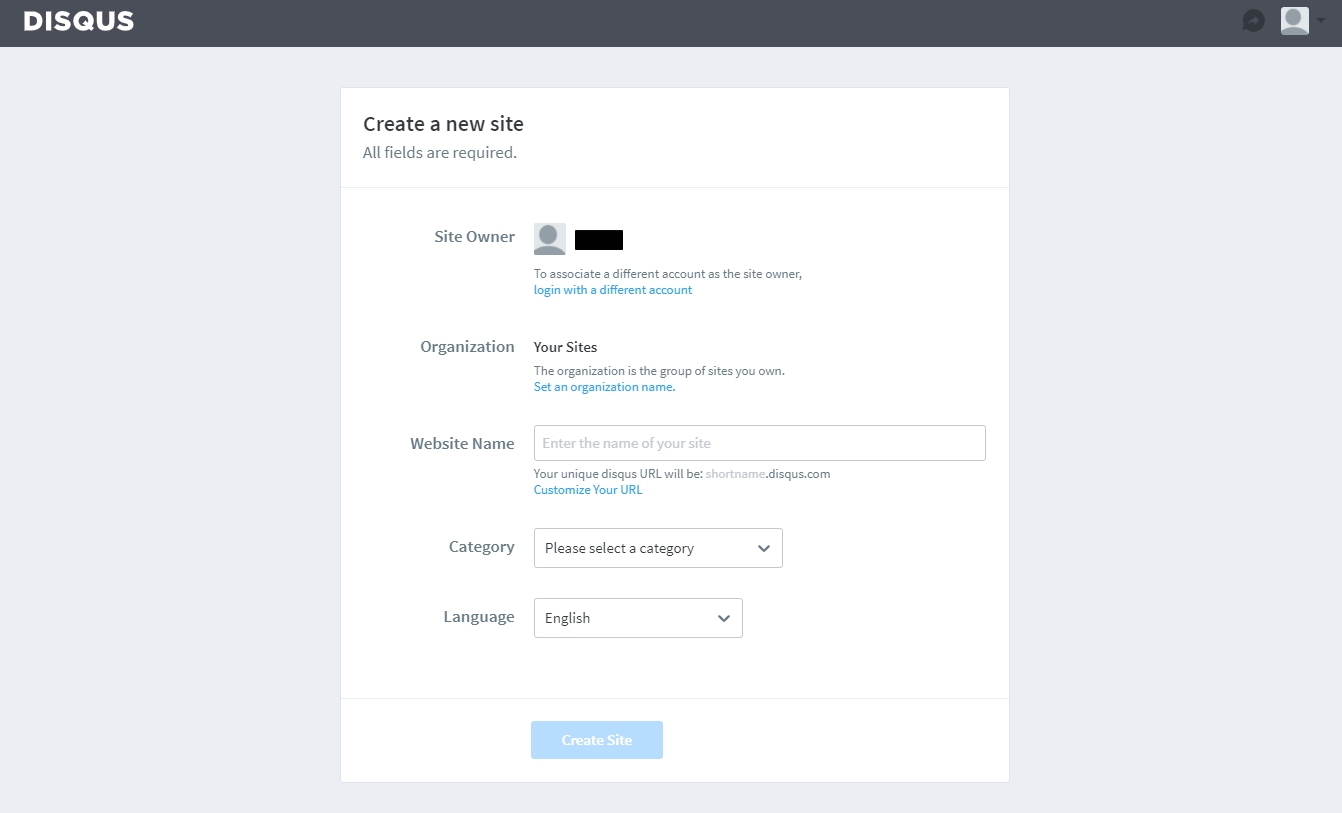 DISQUS
Create a new site
All fields are required.
Site Owner
To associate a different account as the site owner,
login with a different account
Organization
Your Sites
The organization is the group of sites you own.
Set an organization name.
Website Name
Enter the name of your site
Your unique disqus URL will be: shortname.disqus.com
Customize Your URL
Category
Please select a category
Language
English
Create Site